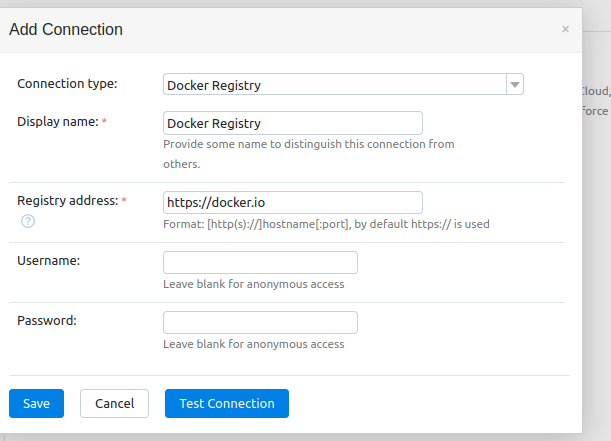 Add Connection
×
Connection type:
Docker Registry
Cloud,
Force
Display name: *
Docker Registry
Provide some name to distinguish this connection from
others.
Registry address: *
https://docker.io
?
Format: [http(s)://]hostname[:port], by default https:// is used
Username:
Leave blank for anonymous access
Password:
Leave blank for anonymous access
Save
Cancel
Test Connection